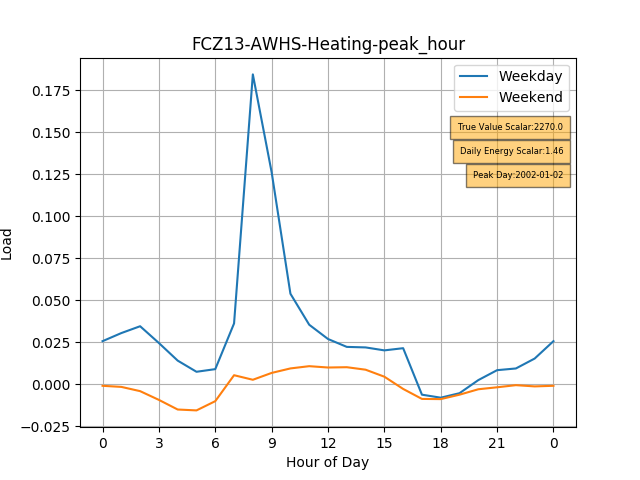 FCZ13-AWHS-Heating-peak_hour
Weekday
Weekend
True Value Scalar:2270.0
Daily Energy Scalar:1.46
Peak Day:2002-01-02
Load
0.175
0.150
0.125
0.100
0.075
0.050
0.025
0.000
−0.025
0 3 6 9 12 15 18 21 0
Hour of Day